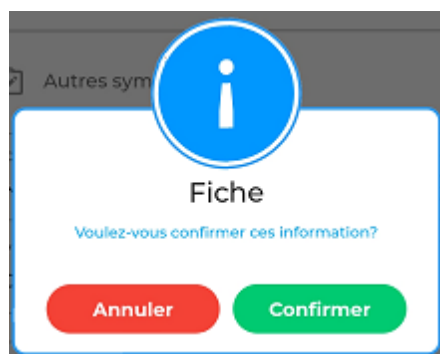 Autres sym
Fiche
Voulez-vous confirmer ces information?
Annuler
Confirmer